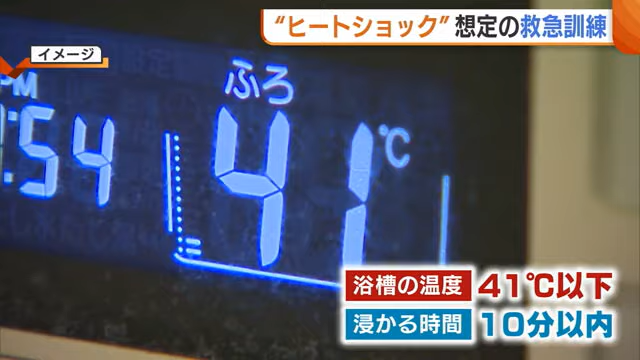 “ヒートショック”想定の救急訓練
イメージ
PM
:54
ふろ
41℃
浴槽の温度 41℃以下
浸かる時間 10分以内